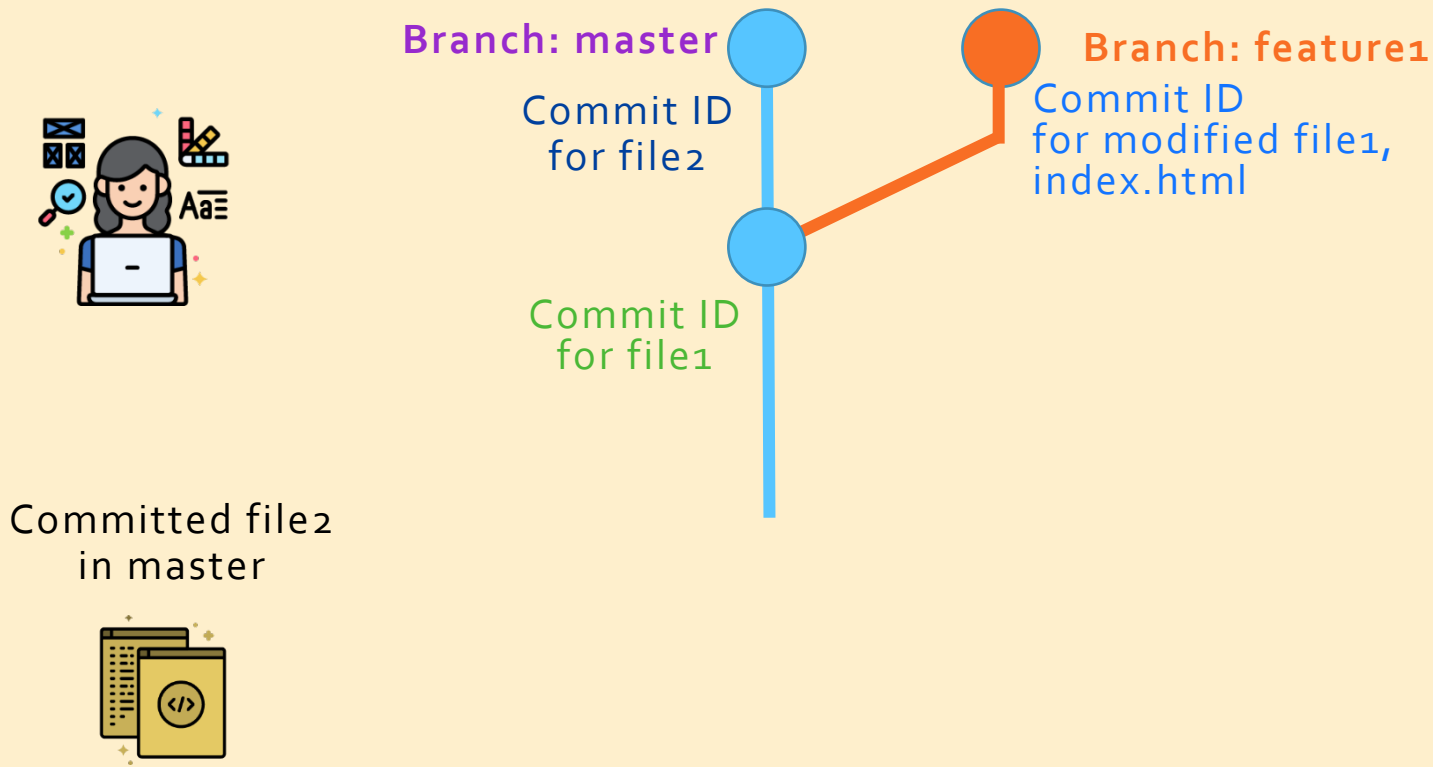 Branch: master
Branch: feature1
Commit ID
for file2
Commit ID
for modified file1,
index.html
Aa
Commit ID
for file1
Committed file2
in master
</>